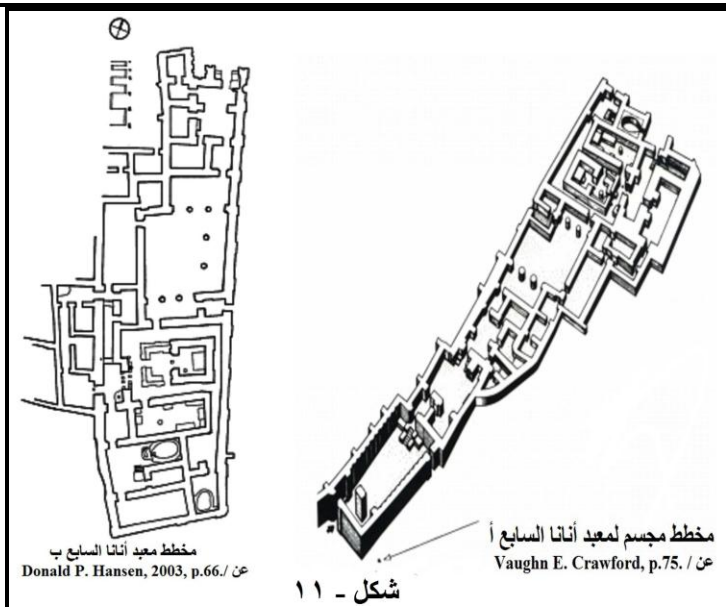 مخطط معبد أنانا السابع ب
عن /Donald P. Hansen, 2003, p.66.
مخطط مجسم لمعبد أنانا السابع أ
عن / Vaughn E. Crawford, p.75.
شكل - ١١